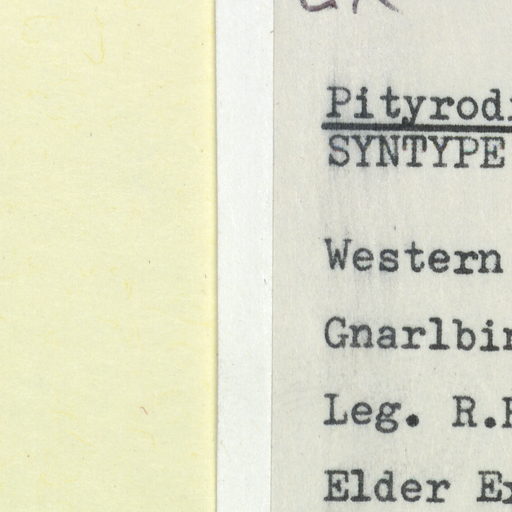 Pityrodi
SYNTYPE
Western
Gnarlbin
Leg. R.H
Elder Ex